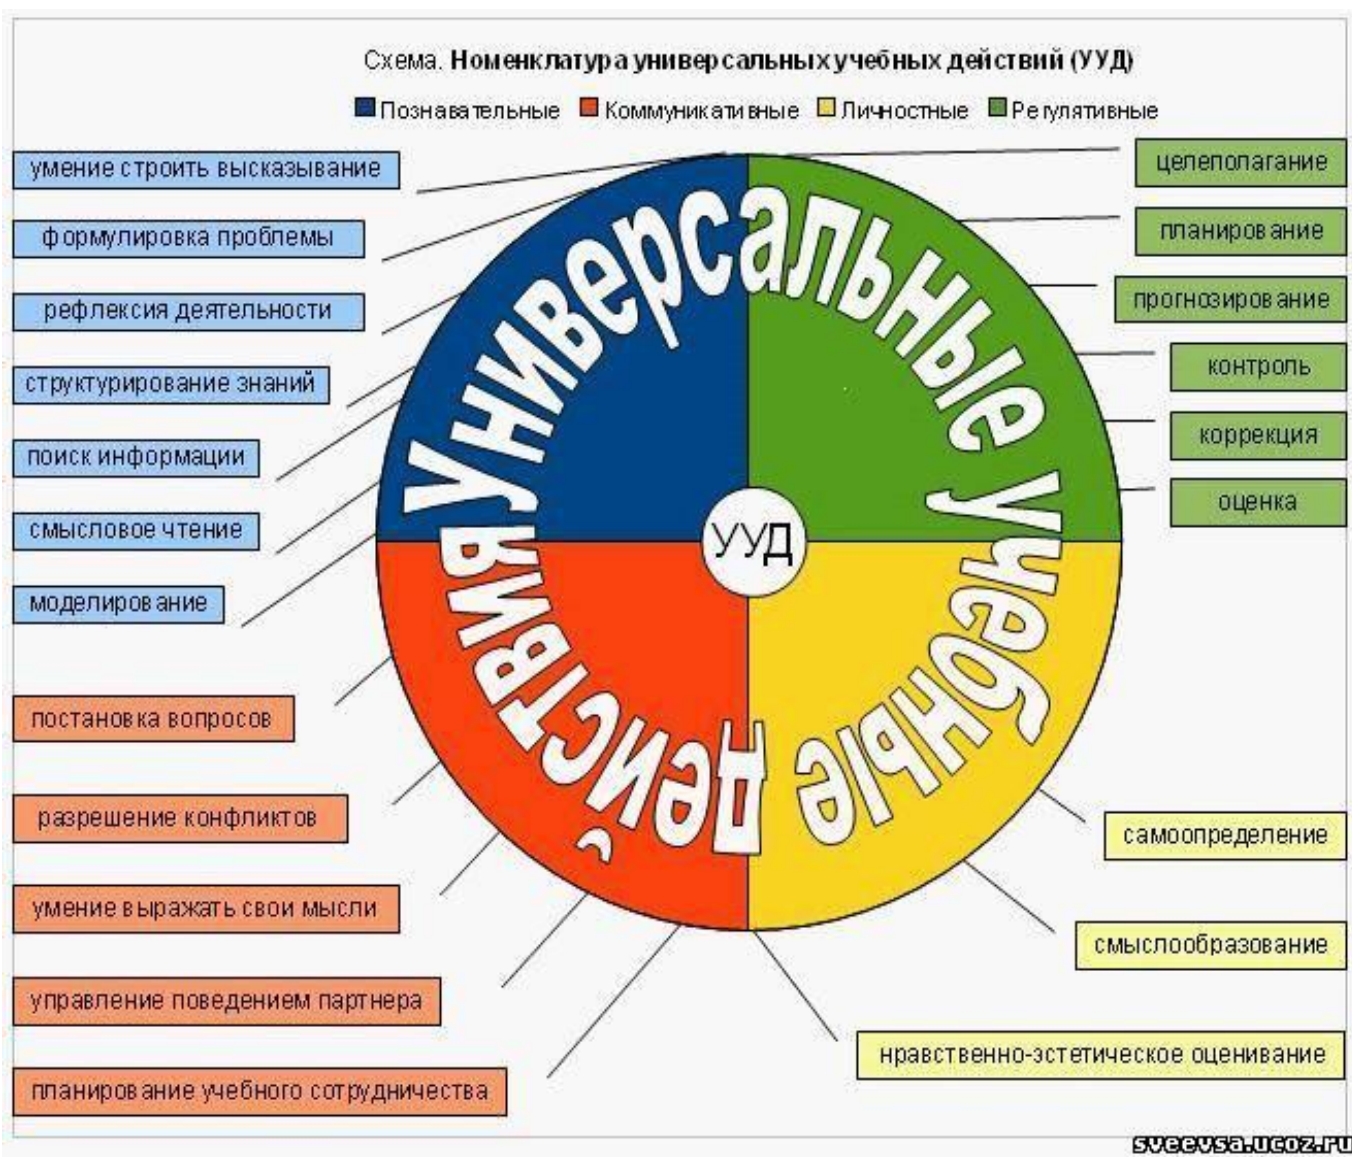 Схема. Номенклатура универсальных учебных действий (УУД)
Познавательные Коммуникативные Личностные Регулятивные
умение строить высказывание
формулировка проблемы
рефлексия деятельности
структурирование знаний
поиск информации
смысловое чтение
моделирование
постановка вопросов
разрешение конфликтов
умение выражать свои мысли
управление поведением партнера
планирование учебного сотрудничества
Универсальные учебные действия
УУД
целеполагание
планирование
прогнозирование
контроль
коррекция
оценка
самоопределение
смыслообразование
нравственно-эстетическое оценивание
sveevsa.ucoz.ru